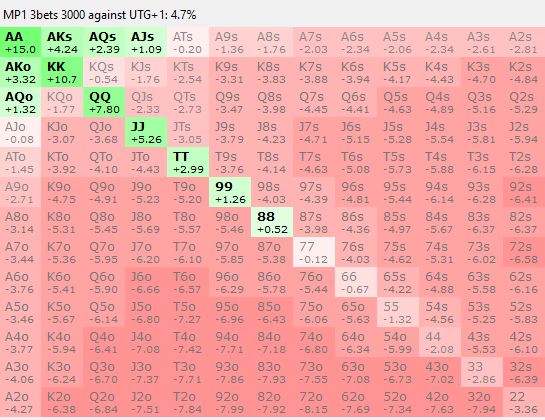 MP1 3bets 3000 against UTG+1: 4.7%
AA AKs AQs AJs ATs A9s A8s A7s A6s A5s A4s A3s A2s
+15.0 +4.24 +2.39 +1.09 -0.20 -1.36 -1.76 -2.03 -2.34 -2.06 -2.34 -2.61 -2.81
AKo KK KQs KJs KTs K9s K8s K7s K6s K5s K4s K3s K2s
+3.32 +10.7 -0.54 -1.76 -2.54 -3.31 -3.83 -3.88 -3.94 -4.17 -4.43 -4.70 -4.84
AQo KQo QQ QJs QTs Q9s Q8s Q7s Q6s Q5s Q4s Q3s Q2s
+1.32 -1.77 +7.80 -2.33 -2.73 -3.47 -3.98 -4.45 -4.41 -4.63 -4.89 -5.16 -5.29
AJo KJo QJo JJ JTs J9s J8s J7s J6s J5s J4s J3s J2s
-0.08 -3.07 -3.68 +5.26 -3.05 -3.79 -4.23 -4.71 -5.15 -5.28 -5.54 -5.81 -5.94
ATo KTo QTo JTo TT T9s T8s T7s T6s T5s T4s T3s T2s
-1.45 -3.92 -4.10 -4.43 +2.99 -3.76 -4.14 -4.63 -5.08 -5.73 -5.88 -6.15 -6.28
A9o K9o Q9o J9o T9o 99 98s 97s 96s 95s 94s 93s 92s
-2.71 -4.75 -4.91 -5.23 -5.20 +1.26 -4.03 -4.39 -4.81 -5.44 -6.14 -6.28 -6.41
A8o K8o Q8o J8o T8o 98o 88 87s 86s 85s 84s 83s 82s
-3.14 -5.31 -5.45 -5.69 -5.57 -5.46 +0.52 -3.98 -4.36 -4.97 -5.67 -6.37 -6.37
A7o K7o Q7o J7o T7o 97o 87o 77 76s 75s 74s 73s 72s
-3.44 -5.36 -5.95 -6.20 -6.10 -5.85 -5.38 -0.12 -4.03 -4.62 -5.31 -6.02 -6.58
A6o K6o Q6o J6o T6o 96o 86o 76o 66 65s 64s 63s 62s
-3.76 -5.41 -5.90 -6.66 -6.57 -6.29 -5.78 -5.41 -0.67 -4.22 -4.88 -5.58 -6.16
A5o K5o Q5o J5o T5o 95o 85o 75o 65o 55 54s 53s 52s
-3.46 -5.67 -6.14 -6.80 -7.27 -6.96 -6.43 -6.06 -5.63 -1.32 -4.56 -5.25 -5.83
A4o K4o Q4o J4o T4o 94o 84o 74o 64o 54o 44 43s 42s
-3.77 -5.94 -6.41 -7.08 -7.42 -7.71 -7.18 -6.80 -6.34 -5.99 -2.08 -5.53 -6.10
A3o K3o Q3o J3o T3o 93o 83o 73o 63o 53o 43o 33 32s
-4.06 -6.24 -6.70 -7.37 -7.71 -7.86 -7.93 -7.55 -7.08 -6.73 -7.02 -2.86 -6.39
A2o K2o Q2o J2o T2o 92o 82o 72o 62o 52o 42o 32o 22
-4.27 -6.38 -6.84 -7.51 -7.84 -7.99 -7.92 -8.15 -7.69 -7.34 -7.63 -7.92 -3.36